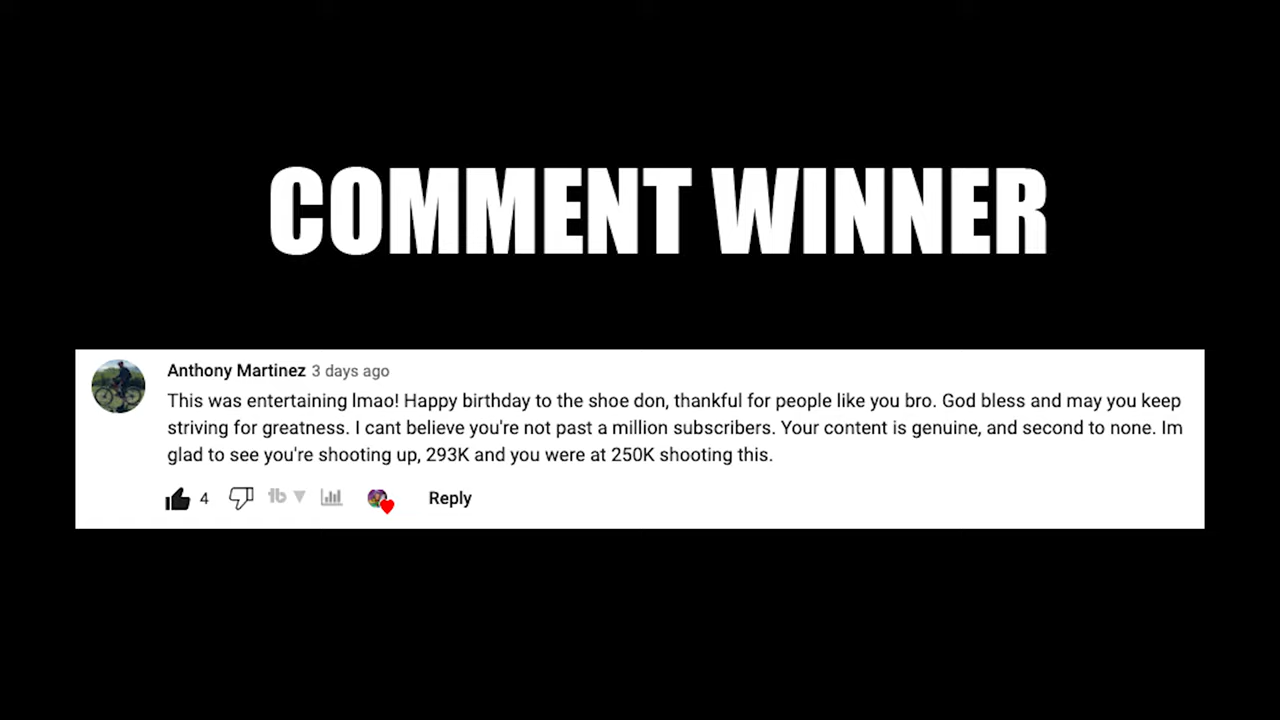 COMMENT WINNER
Anthony Martinez 3 days ago
This was entertaining lmao! Happy birthday to the shoe don, thankful for people like you bro. God bless and may you keep
striving for greatness. I cant believe you're not past a million subscribers. Your content is genuine, and second to none. Im
glad to see you're shooting up, 293K and you were at 250K shooting this.
4 tb Reply